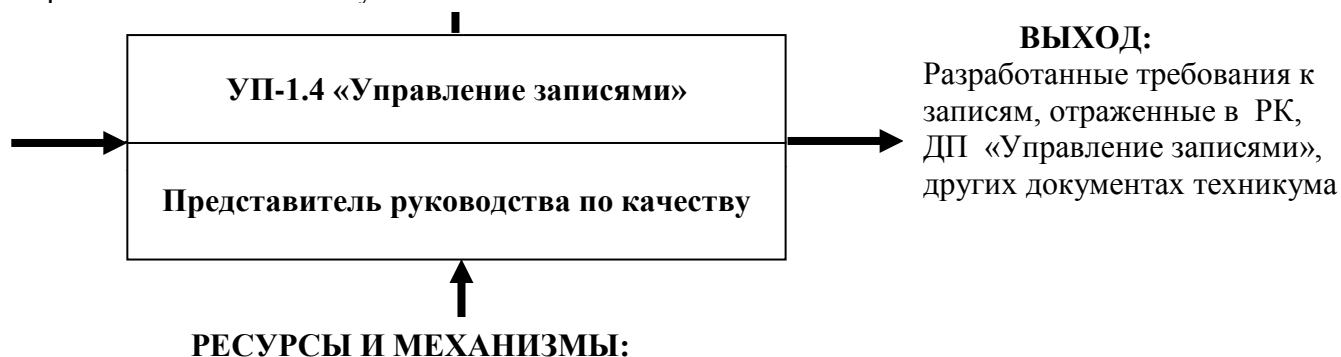 УП-1.4 «Управление записями»
Представитель руководства по качеству
ВЫХОД:
Разработанные требования к
записям, отраженные в РК,
ДП «Управление записями»,
других документах техникума
РЕСУРСЫ И МЕХАНИЗМЫ: